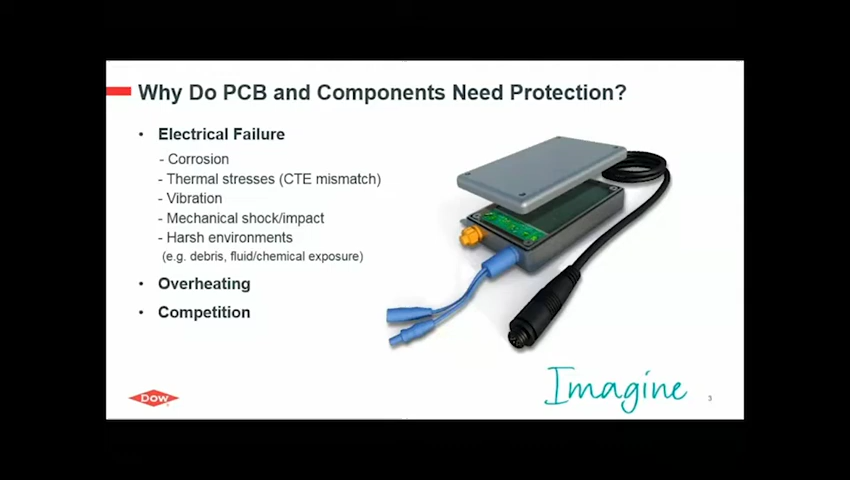 Why Do PCB and Components Need Protection?
• Electrical Failure
- Corrosion
- Thermal stresses (CTE mismatch)
- Vibration
- Mechanical shock/impact
- Harsh environments
(e.g. debris, fluid/chemical exposure)
• Overheating
• Competition
Imagine
Dow
3